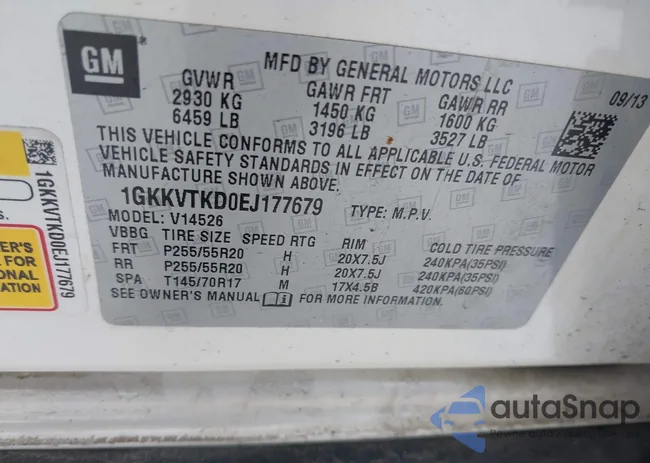 GM
MFD BY GENERAL MOTORS LLC
09/13
GVWR GAWR FRT GAWR RR
2930 KG 1450 KG 1600 KG
6459 LB 3196 LB 3527 LB
THIS VEHICLE CONFORMS TO ALL APPLICABLE U.S. FEDERAL MOTOR
VEHICLE SAFETY STANDARDS IN EFFECT ON THE DATE OF
MANUFACTURE SHOWN ABOVE.
1GKKVTKD0EJ177679 TYPE: M.P.V.
MODEL: V14526
VBBG TIRE SIZE SPEED RTG RIM COLD TIRE PRESSURE
FRT P255/55R20 H 20X7.5J 240KPA(35PSI)
RR P255/55R20 H 20X7.5J 240KPA(35PSI)
SPA T145/70R17 M 17X4.5B 420KPA(60PSI)
SEE OWNER'S MANUAL FOR MORE INFORMATION.
1GKKVTKD0EJ177679
s.
ER'S
FOR
ONAL
ATION
autaSnap